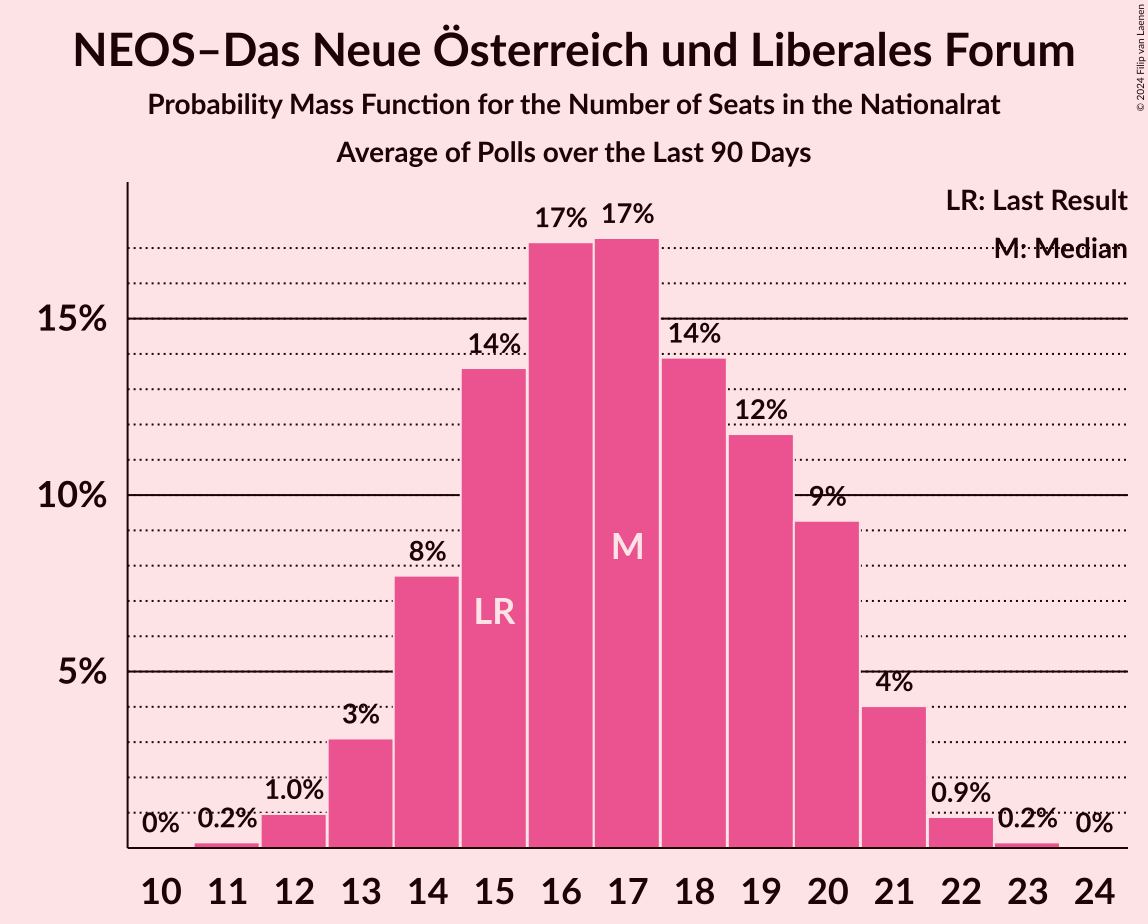 NEOS–Das Neue Österreich und Liberales Forum
Probability Mass Function for the Number of Seats in the Nationalrat
Average of Polls over the Last 90 Days
© 2024 Filip van Laenen
LR: Last Result
M: Median
15%
10%
5%
0%
0.2%
1.0%
3%
8%
14%
17%
17%
14%
12%
9%
4%
0.9%
0.2%
0%
LR
M
10 11 12 13 14 15 16 17 18 19 20 21 22 23 24